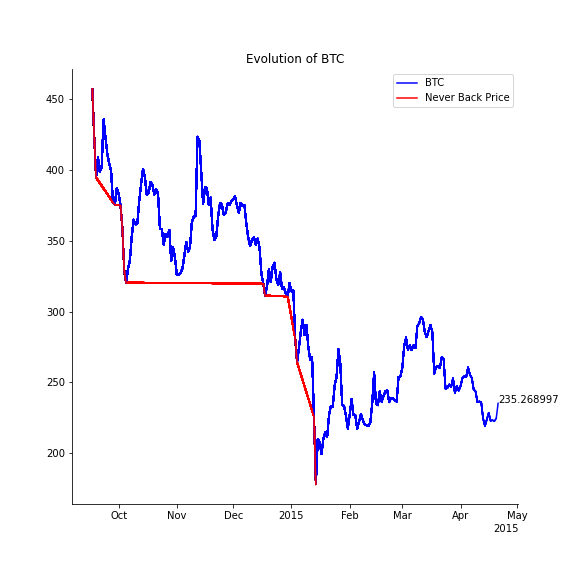 Evolution of BTC
BTC
Never Back Price
450
400
350
300
250
200
235.268997
Oct
Nov
Dec
2015
Feb
Mar
Apr
May
2015